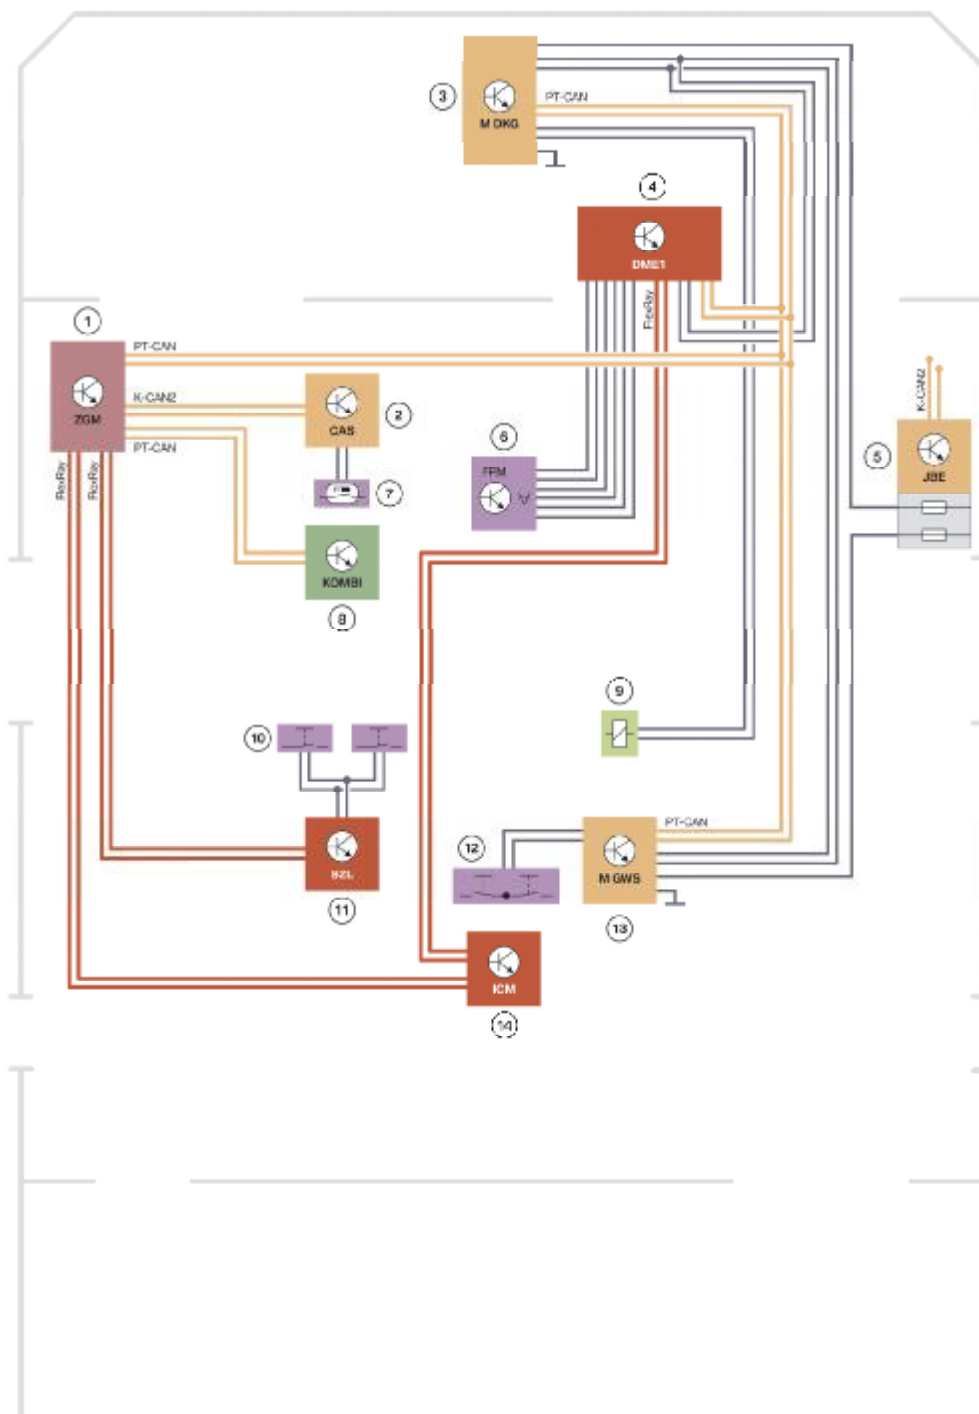 3
M DKG
PT-CAN
4
DME1
FlexRay
1
ZGM
PT-CAN
K-CAN2
PT-CAN
FlexRay
FlexRay
CAS
2
7
KOMBI
8
6
K-CAN2
5
JBE
9
10
SZL
11
12
PT-CAN
M GWS
13
ICM
14